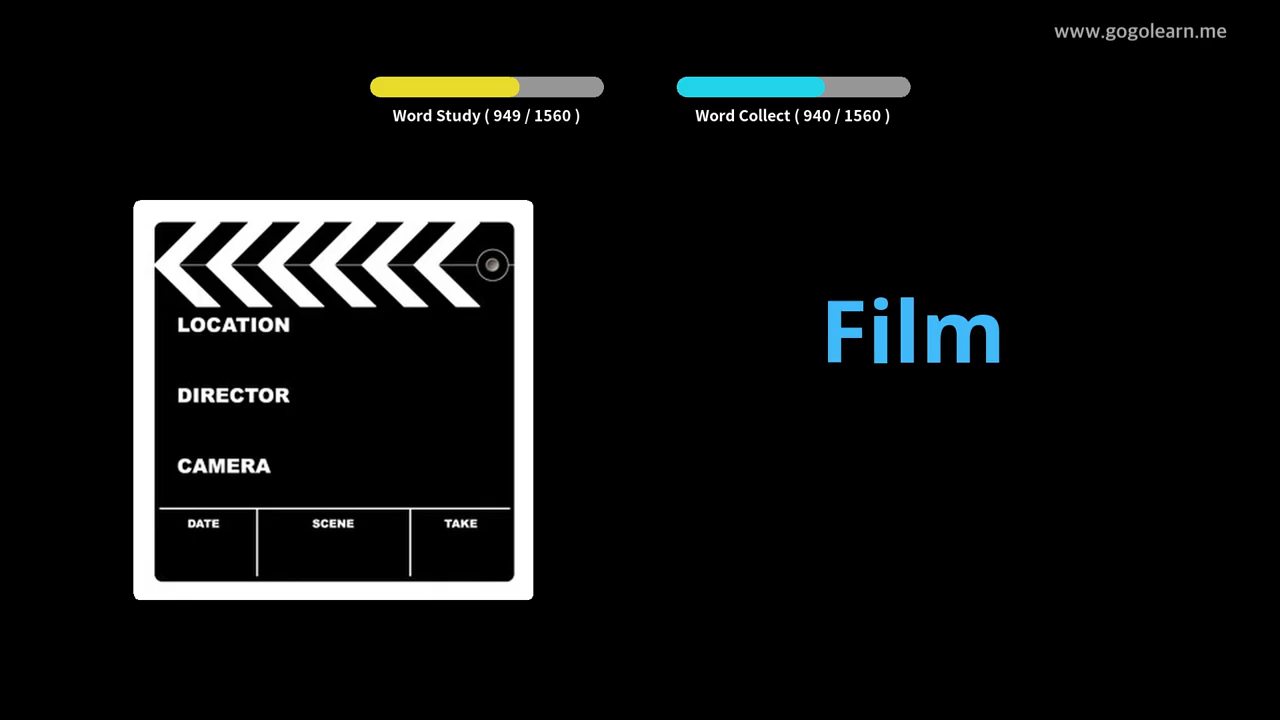 www.gogolearn.me
Word Study ( 949 / 1560 )
Word Collect ( 940 / 1560 )
LOCATION
DIRECTOR
CAMERA
DATE
SCENE
TAKE
Film